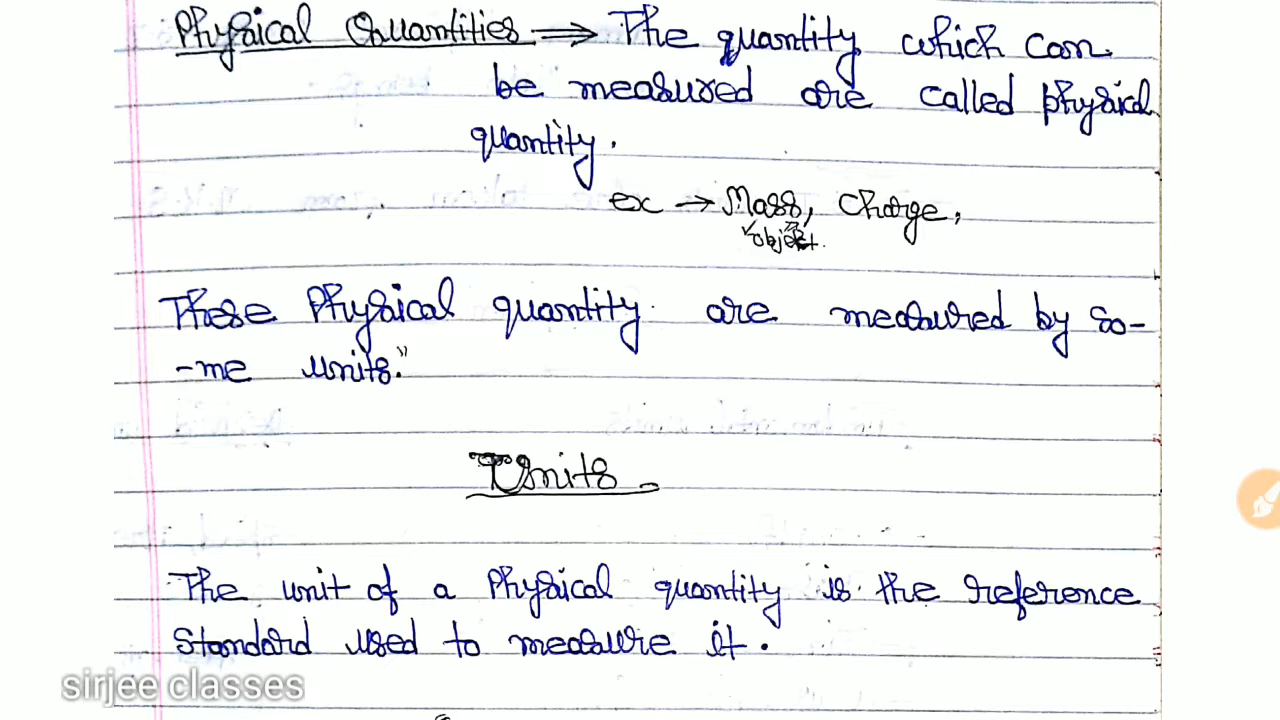 Physical Quantities ⇒ The quantity which can
be measured are called physical
quantity.
ex → Mass, Charge,
object.
These Physical quantity are measured by so-
-me units."
Units
The unit of a Physical quantity is the reference
Standard used to measure it.
sirjee classes